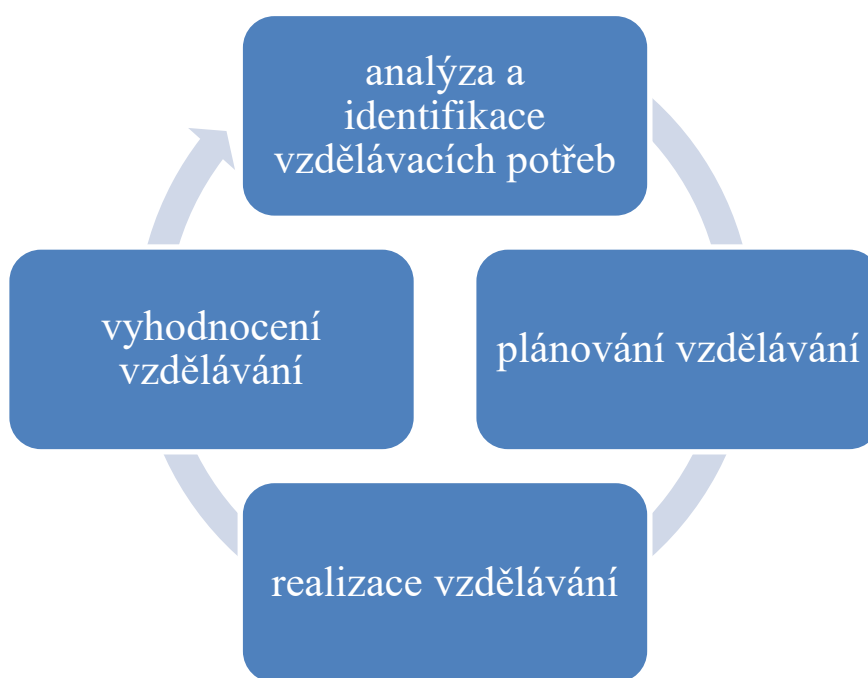 analýza a
identifikace
vzdělávacích potřeb
plánování vzdělávání
realizace vzdělávání
vyhodnocení
vzdělávání